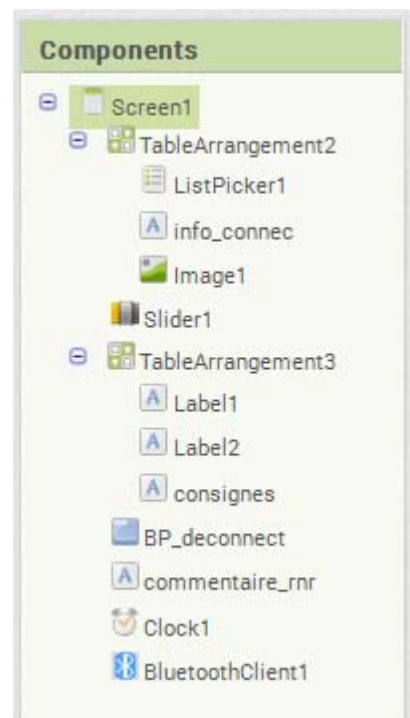 Components
Screen1
TableArrangement2
ListPicker1
A info_connec
Image1
Slider1
TableArrangement3
A Label1
A Label2
A consignes
BP_deconnect
A commentaire_rnr
Clock1
BluetoothClient1